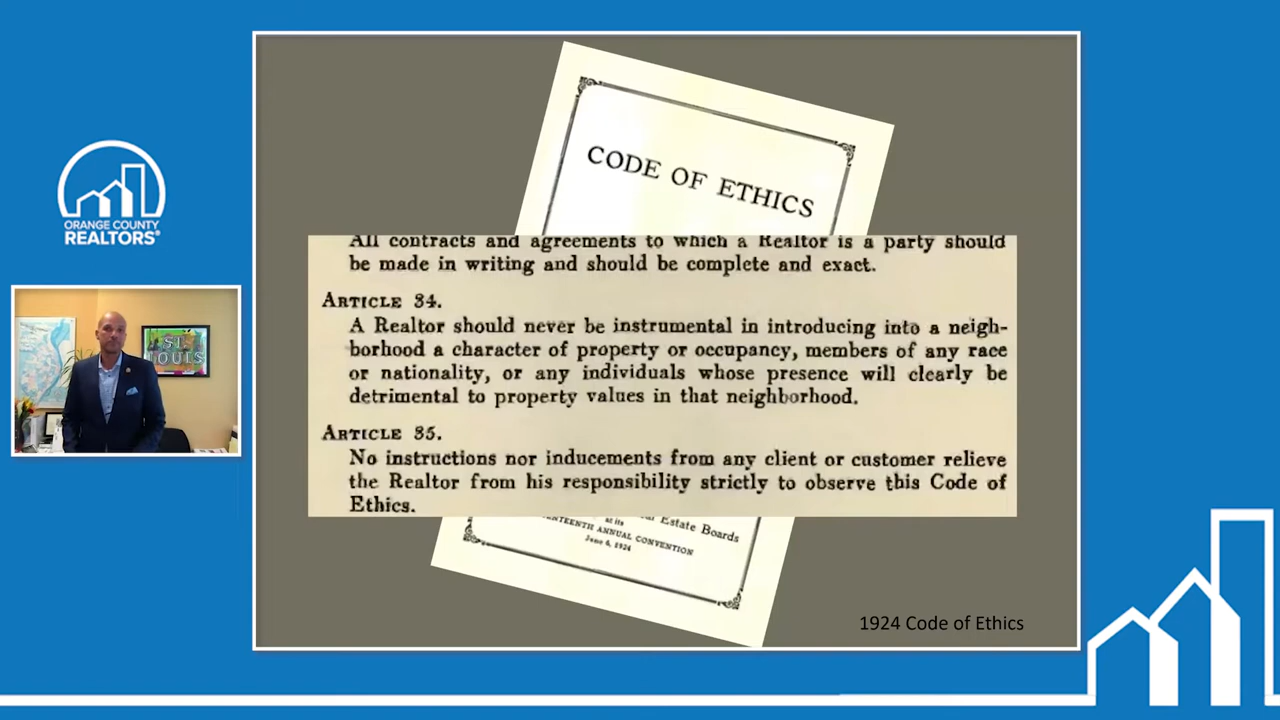 ORANGE COUNTY
REALTORS®
ST
LOUIS
CODE OF ETHICS
All contracts and agreements to which a Realtor is a party should
be made in writing and should be complete and exact.
ARTICLE 34.
A Realtor should never be instrumental in introducing into a neigh-
borhood a character of property or occupancy, members of any race
or nationality, or any individuals whose presence will clearly be
detrimental to property values in that neighborhood.
ARTICLE 35.
No instructions nor inducements from any client or customer relieve
the Realtor from his responsibility strictly to observe this Code of
Ethics.
Estate Boards
at its
ANNUAL CONVENTION
June 6, 1924
1924 Code of Ethics